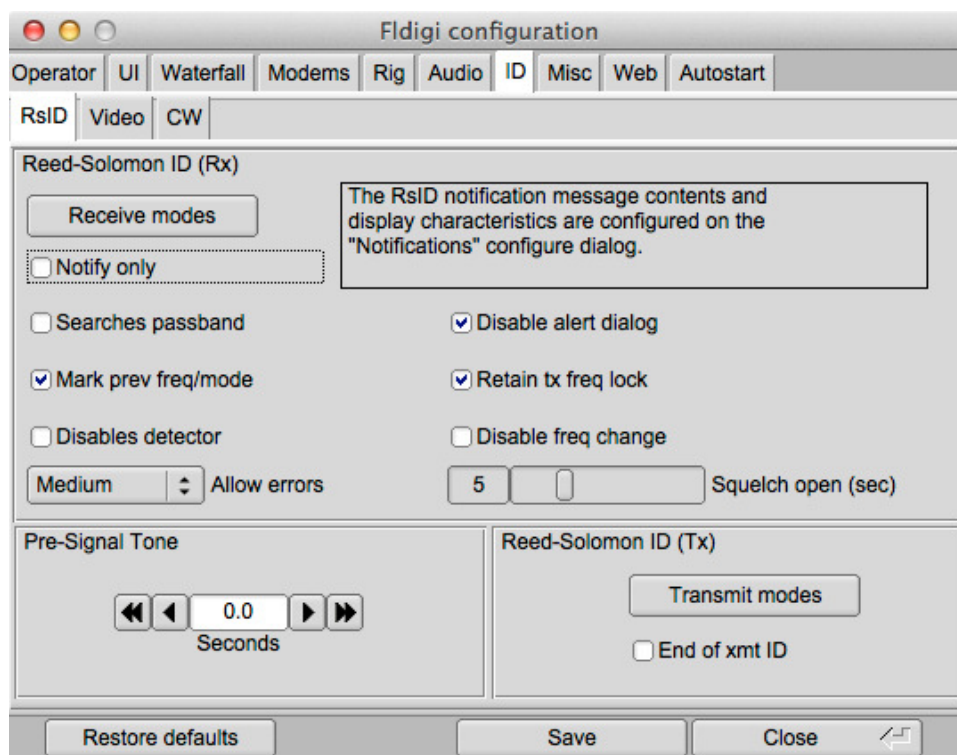 Fldigi configuration
Operator UI Waterfall Modems Rig Audio ID Misc Web Autostart
RsID Video CW
Reed-Solomon ID (Rx)
Receive modes
The RsID notification message contents and
display characteristics are configured on the
"Notifications" configure dialog.
Notify only
Searches passband
Disable alert dialog
Mark prev freq/mode
Retain tx freq lock
Disables detector
Disable freq change
Medium Allow errors
5 Squelch open (sec)
Pre-Signal Tone
0.0
Seconds
Reed-Solomon ID (Tx)
Transmit modes
End of xmt ID
Restore defaults Save Close